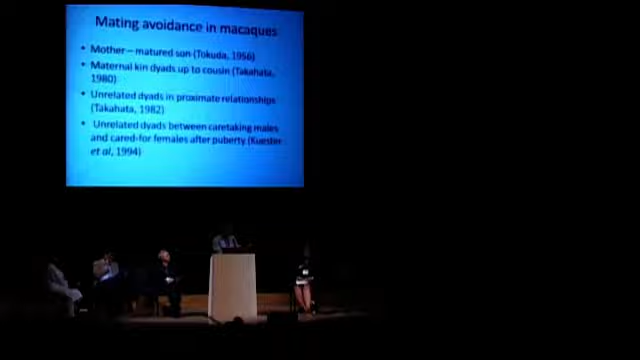 Mating avoidance in macaques
• Mother – matured son (Tokuda, 1956)
• Maternal kin dyads up to cousin (Takahata,
1980)
• Unrelated dyads in proximate relationships
(Takahata, 1982)
• Unrelated dyads between caretaking males
and cared-for females after puberty (Kuester
et al, 1994)